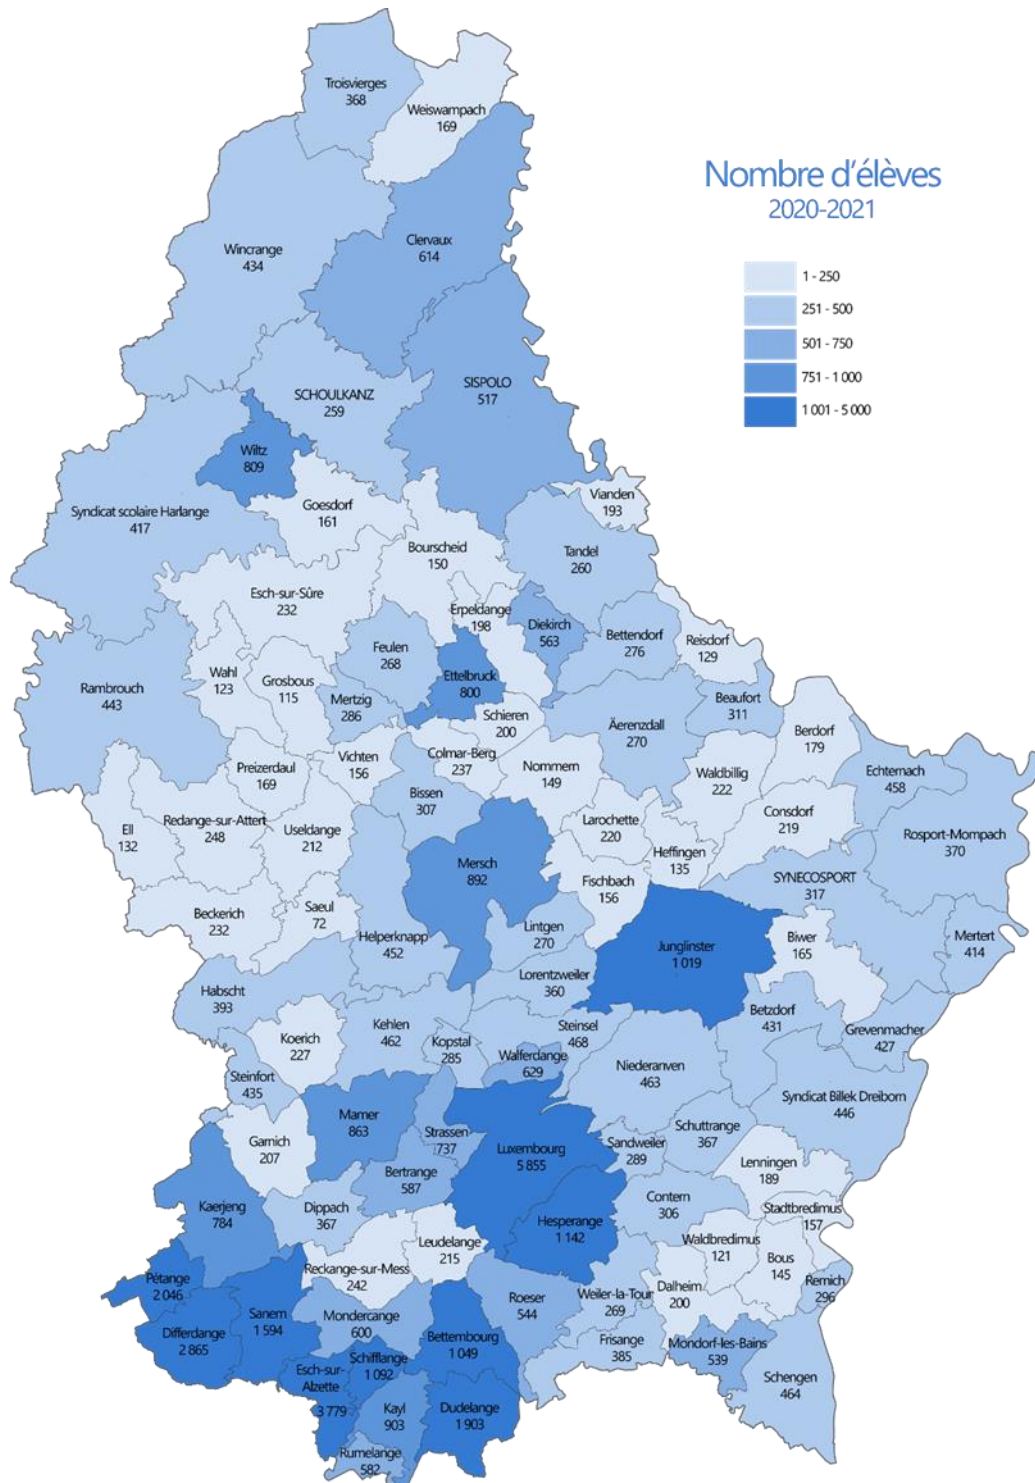 Troisvierges
368
Weiswampach
169
Nombre d'élèves
2020-2021
1 - 250
251 - 500
501 - 750
751 - 1 000
1 001 - 5 000
Clervaux
614
Wincrange
434
SCHOULKANZ
259
SISPOLO
517
Wiltz
809
Syndicat scolaire Harlange
417
Goesdorf
161
Vianden
193
Bourscheid
150
Tandel
260
Esch-sur-Sûre
232
Erpeldange
198
Diekirch
563
Bettendorf
276
Reisdorf
129
Feulen
268
Ettelbruck
800
Wahl
123
Grosbous
115
Mertzig
286
Rambrouch
443
Schieren
200
Äerenzdall
270
Beaufort
311
Berdorf
179
Preizerdaul
169
Vichten
156
Colmar-Berg
237
Nommern
149
Waldbillig
222
Echternach
458
Bissen
307
Ell
132
Redange-sur-Attert
248
Useldange
212
Larochette
220
Consdorf
219
Rosport-Mompach
370
Mersch
892
Heffingen
135
Fischbach
156
SYNECOSPORT
317
Beckerich
232
Saeul
72
Helperknapp
452
Lintgen
270
Junglinster
1 019
Biwer
165
Mertert
414
Lorentzweiler
360
Habscht
393
Betzdorf
431
Grevenmacher
427
Koerich
227
Kehlen
462
Kopstal
285
Steinsel
468
Walferdange
629
Niederanven
463
Steinfort
435
Syndicat Billek Dreiborn
446
Mamer
863
Strassen
737
Luxembourg
5 855
Sandweiler
289
Schuttrange
367
Garnich
207
Bertrange
587
Lenningen
189
Kaerjeng
784
Dippach
367
Hesperange
1 142
Contern
306
Stadtbredimus
157
Leudelange
215
Waldbredimus
121
Bous
145
Reckange-sur-Mess
242
Pétange
2 046
Weiler-la-Tour
269
Dalheim
200
Remich
296
Roeser
544
Sanem
1 594
Mondercange
600
Differdange
2 865
Bettembourg
1 049
Frisange
385
Mondorf-les-Bains
539
Schifflange
1 092
Esch-sur-
Alzette
3 779
Schengen
464
Kayl
903
Dudelange
1 903
Rumelange
582